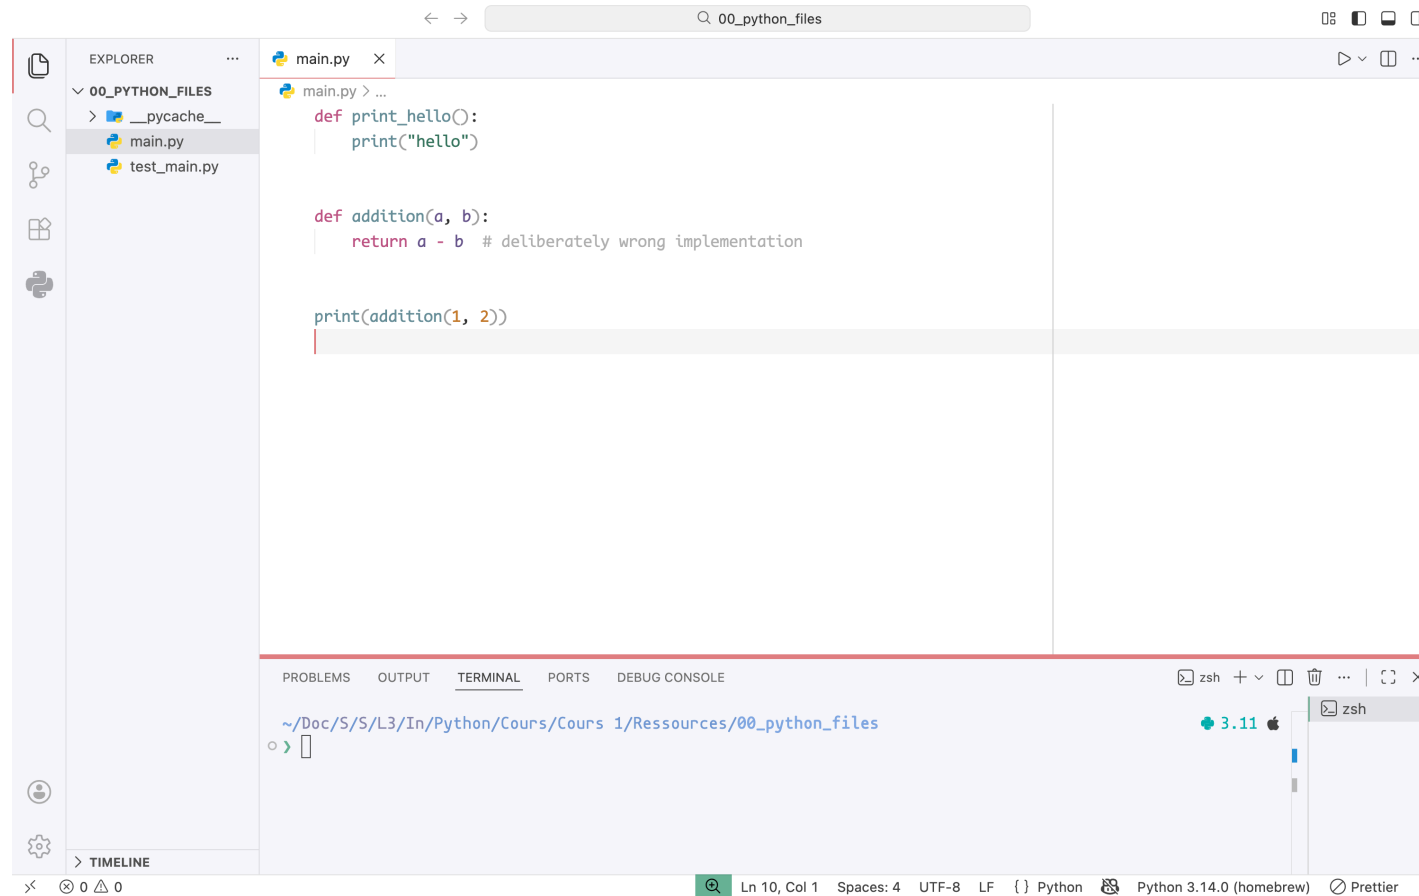 00_python_files
EXPLORER
00_PYTHON_FILES
__pycache__
main.py
test_main.py
TIMELINE
main.py
main.py > ...
def print_hello():
    print("hello")
def addition(a, b):
    return a - b  # deliberately wrong implementation
print(addition(1, 2))
PROBLEMS OUTPUT TERMINAL PORTS DEBUG CONSOLE
zsh
~/Doc/S/S/L3/In/Python/Cours/Cours 1/Ressources/00_python_files
3.11
❯
zsh
0 0
Ln 10, Col 1 Spaces: 4 UTF-8 LF {} Python Python 3.14.0 (homebrew) Prettier